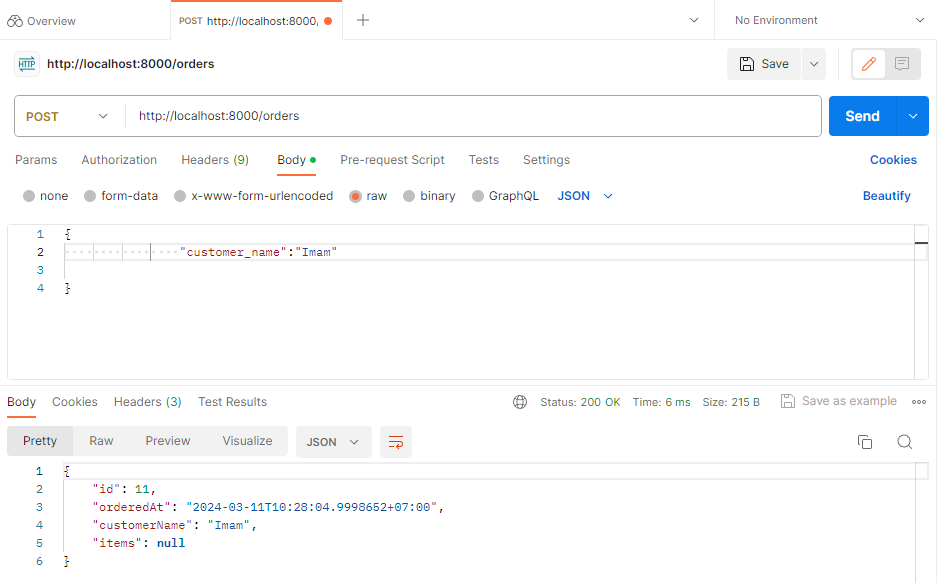 Overview
POST http://localhost:8000/
No Environment
HTTP http://localhost:8000/orders
Save
POST http://localhost:8000/orders Send
Params Authorization Headers (9) Body Pre-request Script Tests Settings Cookies
none form-data x-www-form-urlencoded raw binary GraphQL JSON Beautify
1 {
2 "customer_name":"Imam"
3
4 }
Body Cookies Headers (3) Test Results Status: 200 OK Time: 6 ms Size: 215 B Save as example
Pretty Raw Preview Visualize JSON
1 {
2 "id": 11,
3 "orderedAt": "2024-03-11T10:28:04.9998652+07:00",
4 "customerName": "Imam",
5 "items": null
6 }